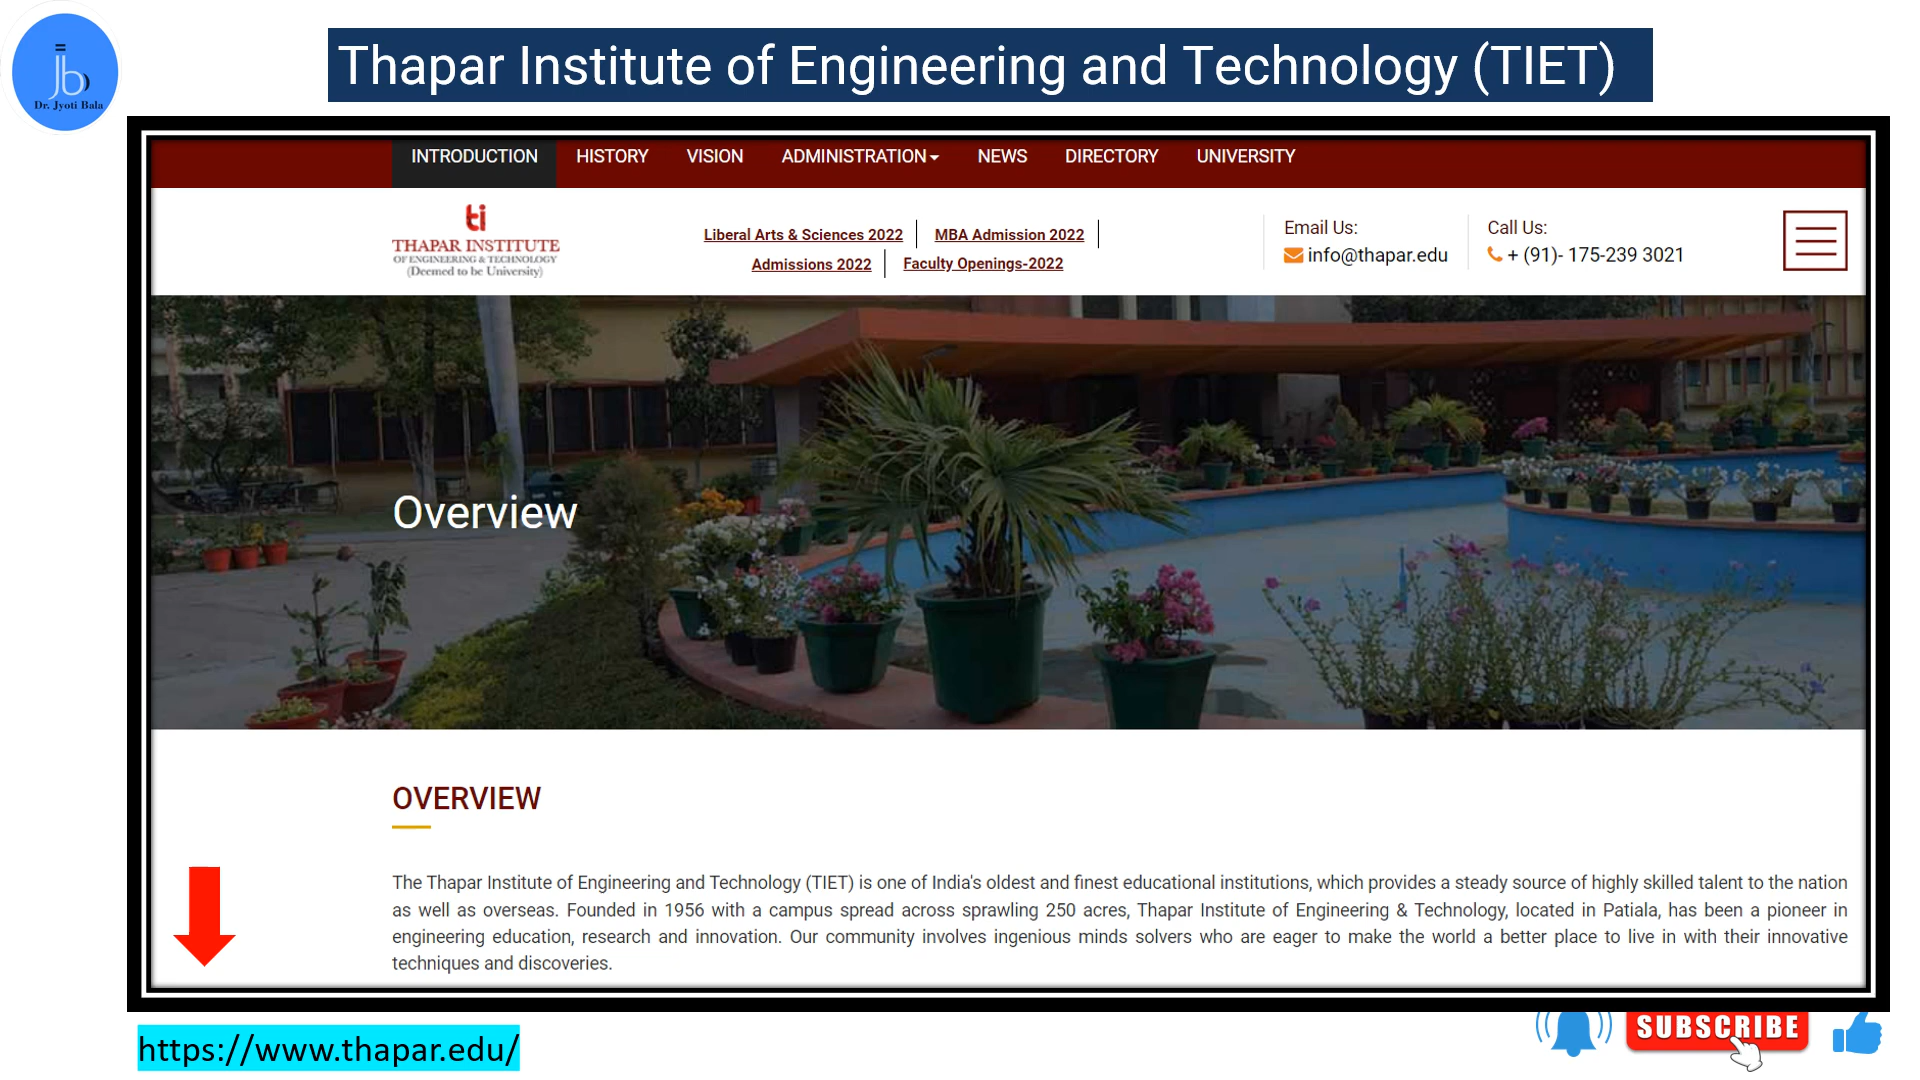 Thapar Institute of Engineering and Technology (TIET)
jb
Dr. Jyoti Bala
INTRODUCTION HISTORY VISION ADMINISTRATION NEWS DIRECTORY UNIVERSITY
ti
THAPAR INSTITUTE
OF ENGINEERING & TECHNOLOGY
(Deemed to be University)
Liberal Arts & Sciences 2022 MBA Admission 2022
Admissions 2022 Faculty Openings-2022
Email Us:
info@thapar.edu
Call Us:
+ (91)- 175-239 3021
Overview
OVERVIEW
The Thapar Institute of Engineering and Technology (TIET) is one of India's oldest and finest educational institutions, which provides a steady source of highly skilled talent to the nation
as well as overseas. Founded in 1956 with a campus spread across sprawling 250 acres, Thapar Institute of Engineering & Technology, located in Patiala, has been a pioneer in
engineering education, research and innovation. Our community involves ingenious minds solvers who are eager to make the world a better place to live in with their innovative
techniques and discoveries.
https://www.thapar.edu/
SUBSCRIBE